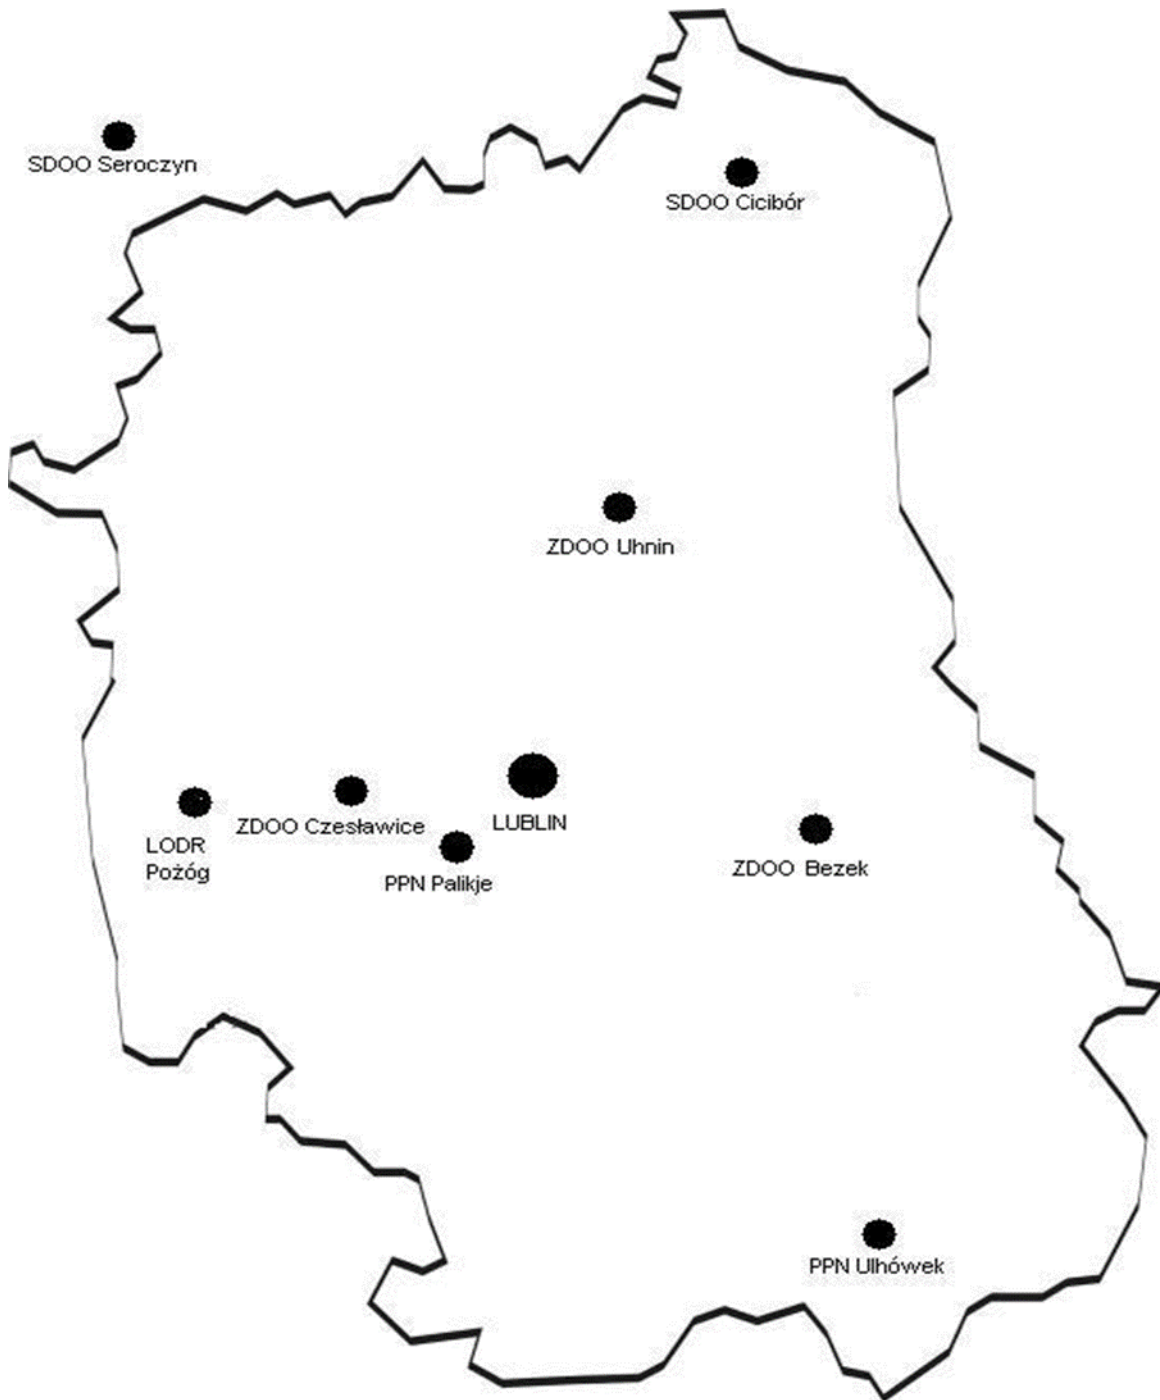 SDOO Seroczyn
SDOO Cicibór
ZDOO Uhnin
LODR
Pożóg
ZDOO Czesławice
PPN Palikje
LUBLIN
ZDOO Bezek
PPN Ulhówek